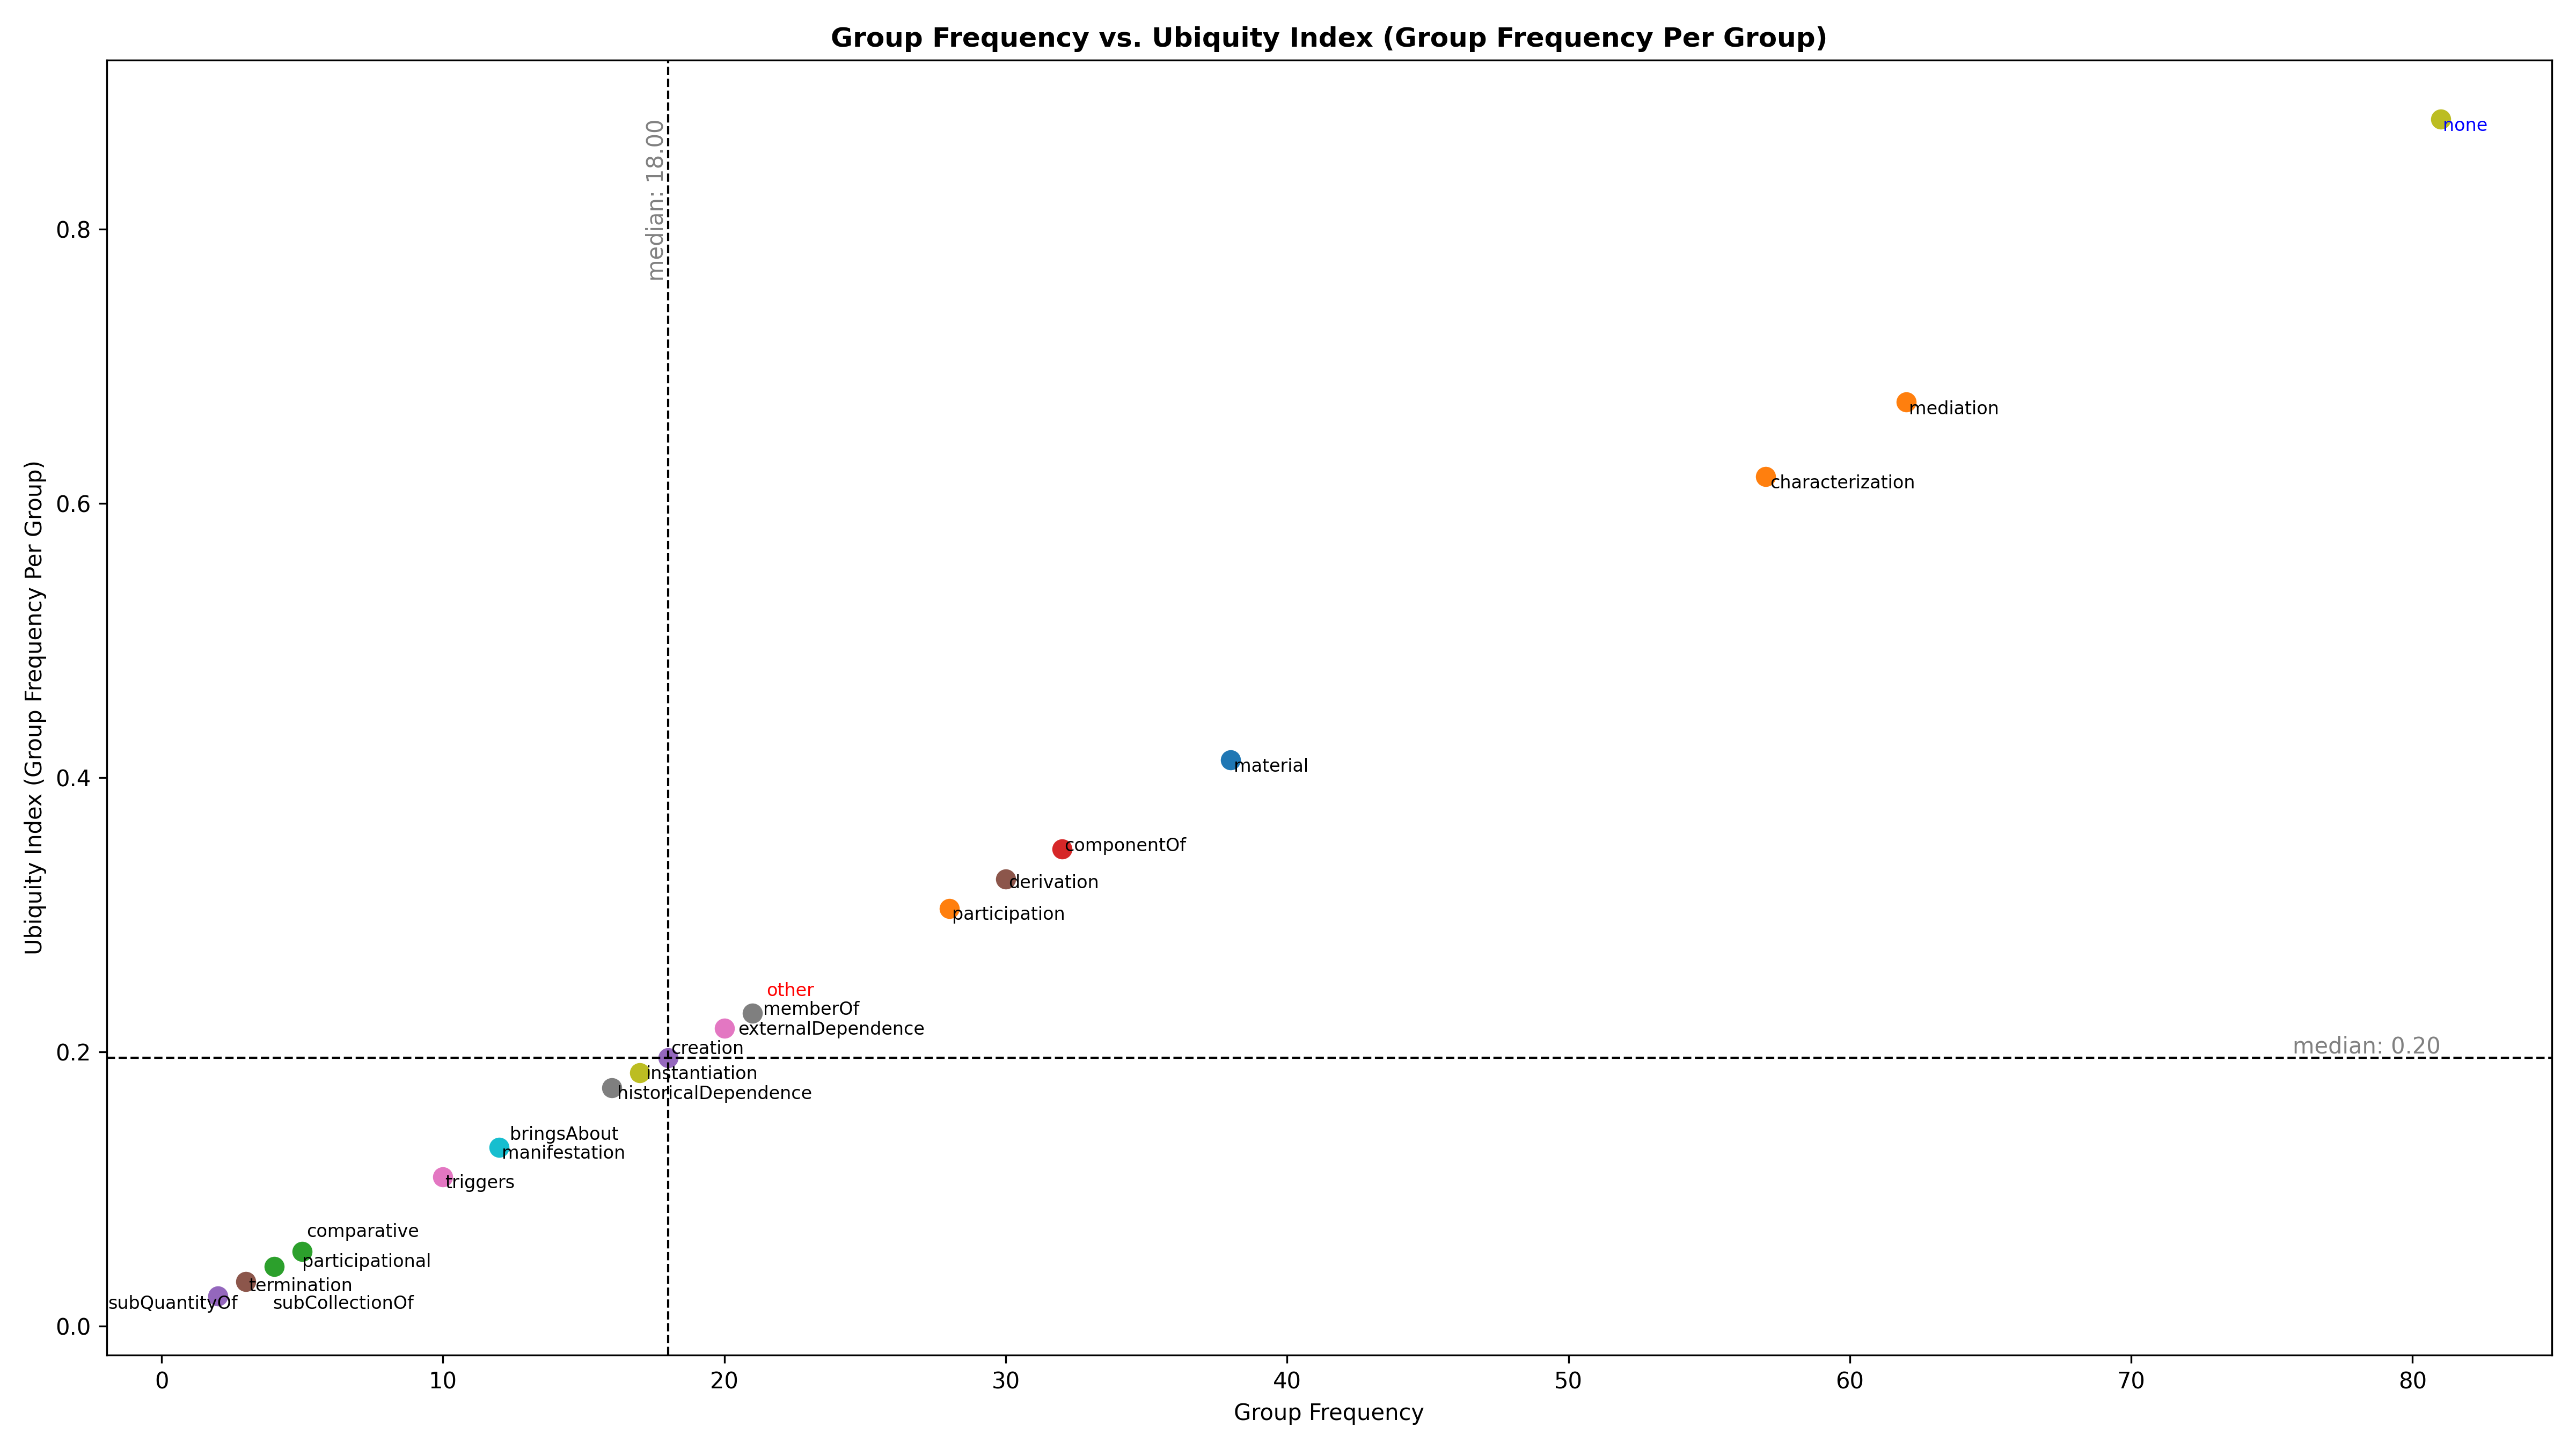 Group Frequency vs. Ubiquity Index (Group Frequency Per Group)
Ubiquity Index (Group Frequency Per Group)
0.8
0.6
0.4
0.2
0.0
median: 18.00
none
mediation
characterization
material
componentOf
derivation
participation
other
memberOf
externalDependence
creation
median: 0.20
instantiation
historicalDependence
bringsAbout
manifestation
triggers
comparative
participational
termination
subQuantityOf
subCollectionOf
0
10
20
30
40
50
60
70
80
Group Frequency